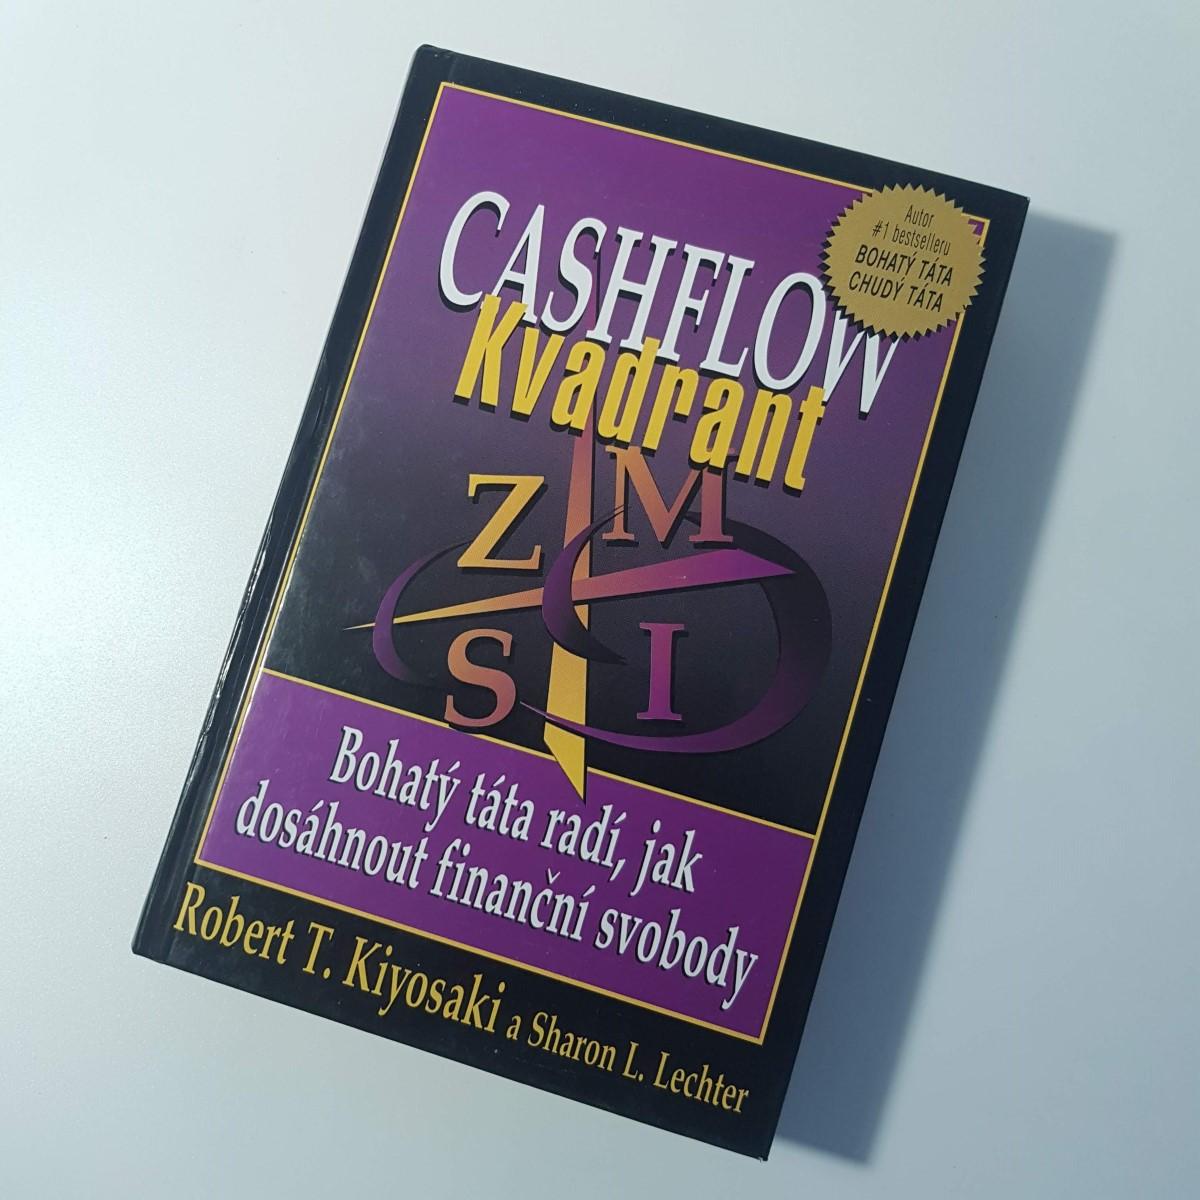 Autor
#1 bestselleru
BOHATÝ TÁTA
CHUDÝ TÁTA
CASHFLOW
Kvadrant
Z M
S I
Bohatý táta radí, jak
dosáhnout finanční svobody
Robert T. Kiyosaki a Sharon L. Lechter